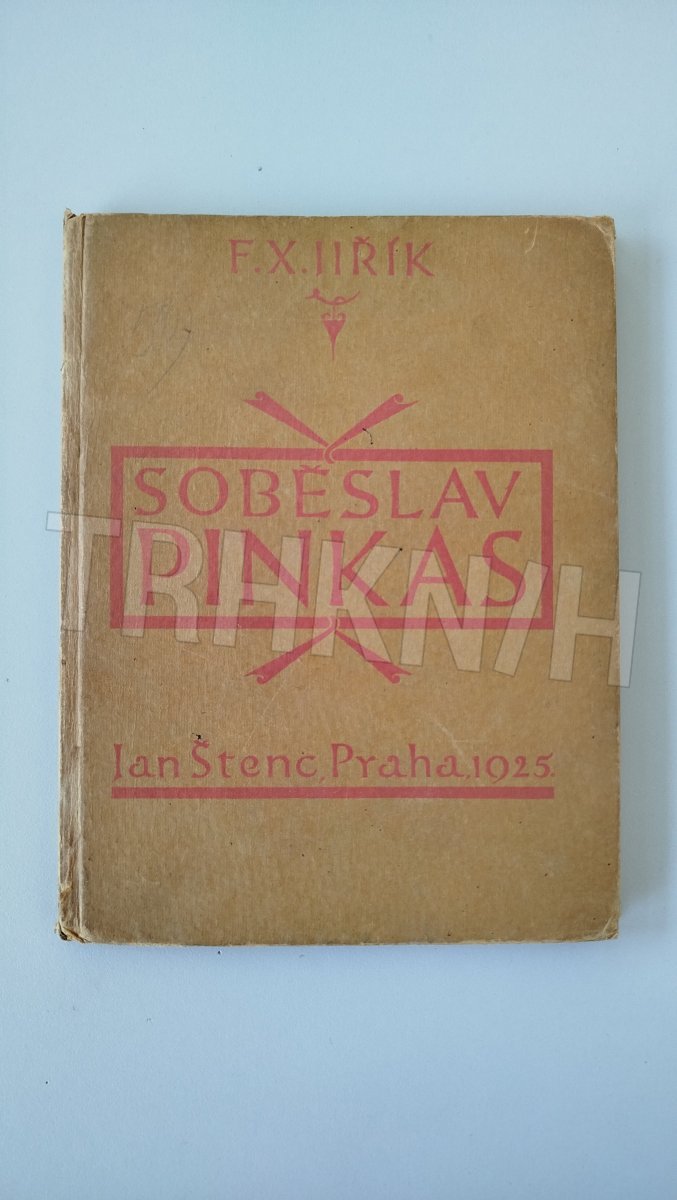 F.X.JIŘÍK
SOBĚSLAV
PINKAS
TRHKNIH
Jan Štenc, Praha, 1925.